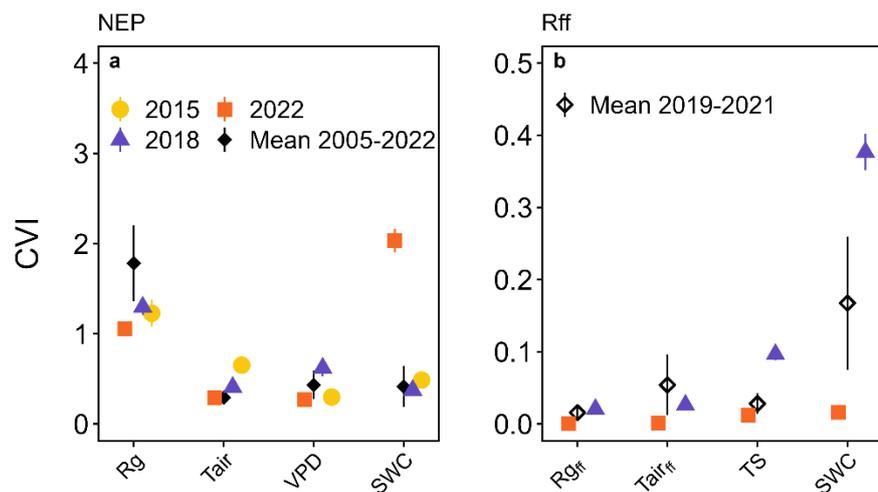 NEP
a
2015 2022
2018 Mean 2005-2022
CVI
4
3
2
1
0
Rg Tair VPD SWC
Rff
b
Mean 2019-2021
0.5
0.4
0.3
0.2
0.1
0.0
Rgff Tairff TS SWC